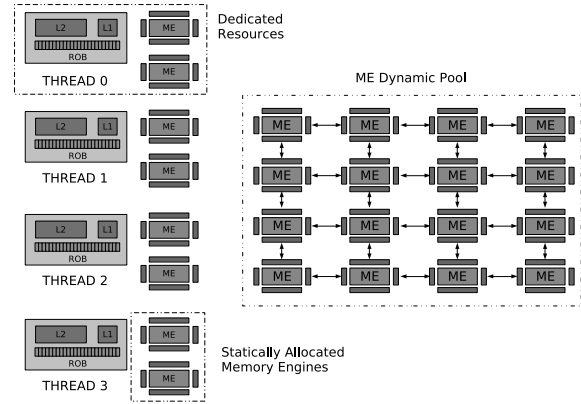 L2 L1 ME
ROB
ME
THREAD 0
Dedicated
Resources
L2 L1 ME
ROB
ME
THREAD 1
L2 L1 ME
ROB
ME
THREAD 2
L2 L1 ME
ROB
ME
THREAD 3
Statically Allocated
Memory Engines
ME Dynamic Pool
ME ME ME ME
ME ME ME ME
ME ME ME ME
ME ME ME ME